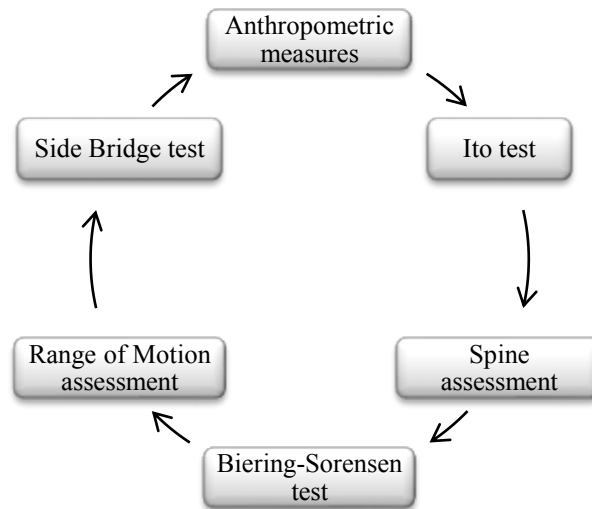 Anthropometric
measures
Side Bridge test
Ito test
Range of Motion
assessment
Spine
assessment
Biering-Sorensen
test